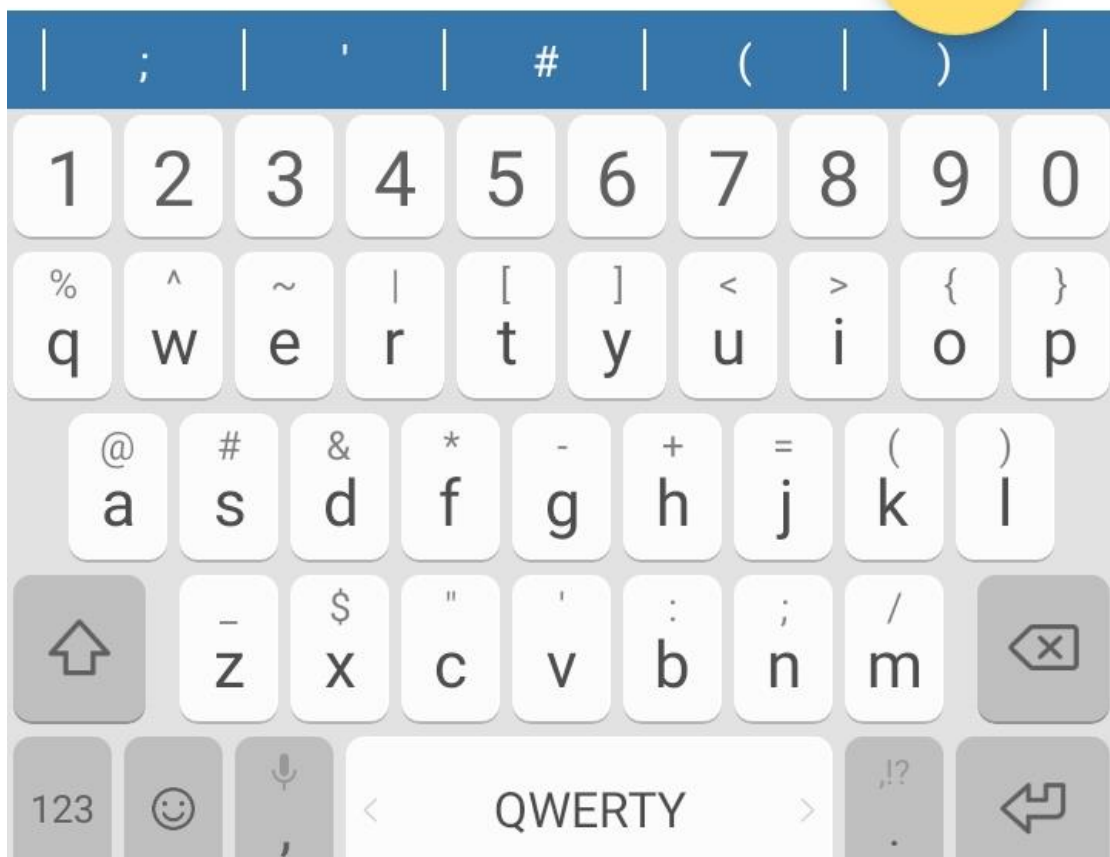 ; ' # ( )
1 2 3 4 5 6 7 8 9 0
% ^ ~ | [ ] < > { }
q w e r t y u i o p
@ # & * - + = ( )
a s d f g h j k l
_ $ " ' : ; /
z x c v b n m
,!?
123 , < QWERTY > .